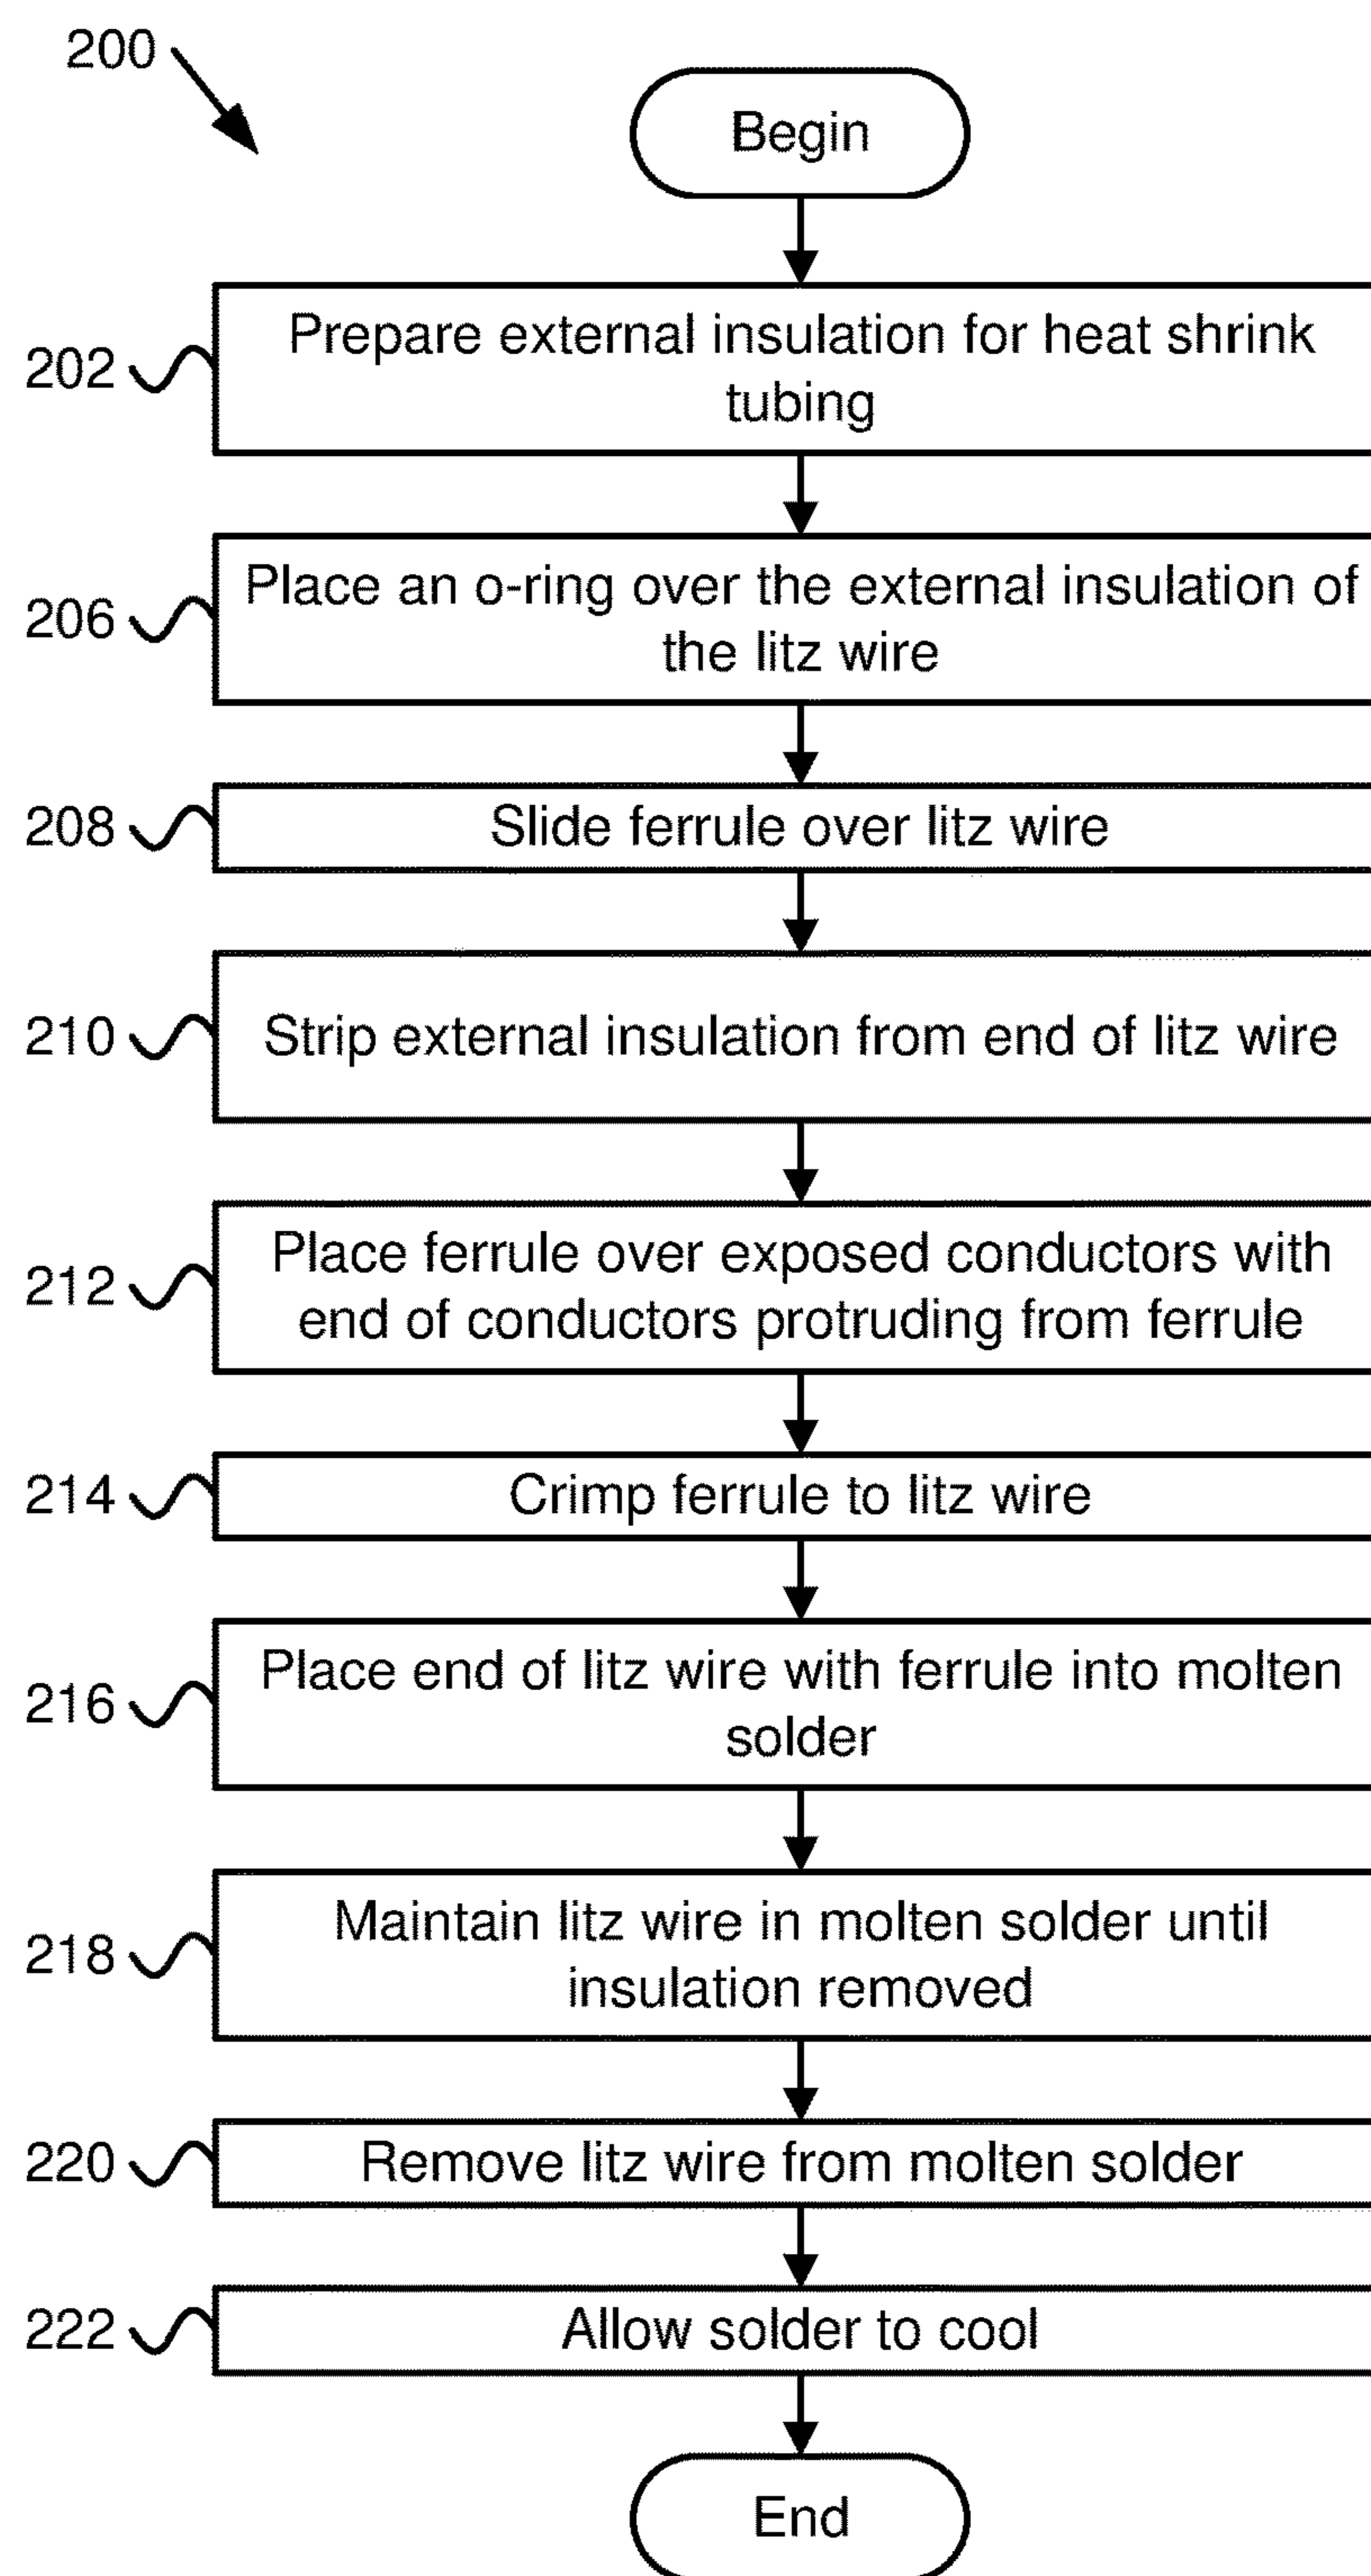 200
Begin
202
Prepare external insulation for heat shrink
tubing
206
Place an o-ring over the external insulation of
the litz wire
208
Slide ferrule over litz wire
210
Strip external insulation from end of litz wire
212
Place ferrule over exposed conductors with
end of conductors protruding from ferrule
214
Crimp ferrule to litz wire
216
Place end of litz wire with ferrule into molten
solder
218
Maintain litz wire in molten solder until
insulation removed
220
Remove litz wire from molten solder
222
Allow solder to cool
End